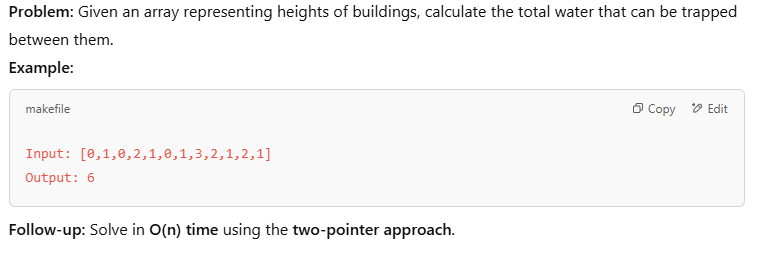 Problem: Given an array representing heights of buildings, calculate the total water that can be trapped
between them.
Example:
makefile
Copy Edit
Input: [0,1,0,2,1,0,1,3,2,1,2,1]
Output: 6
Follow-up: Solve in O(n) time using the two-pointer approach.